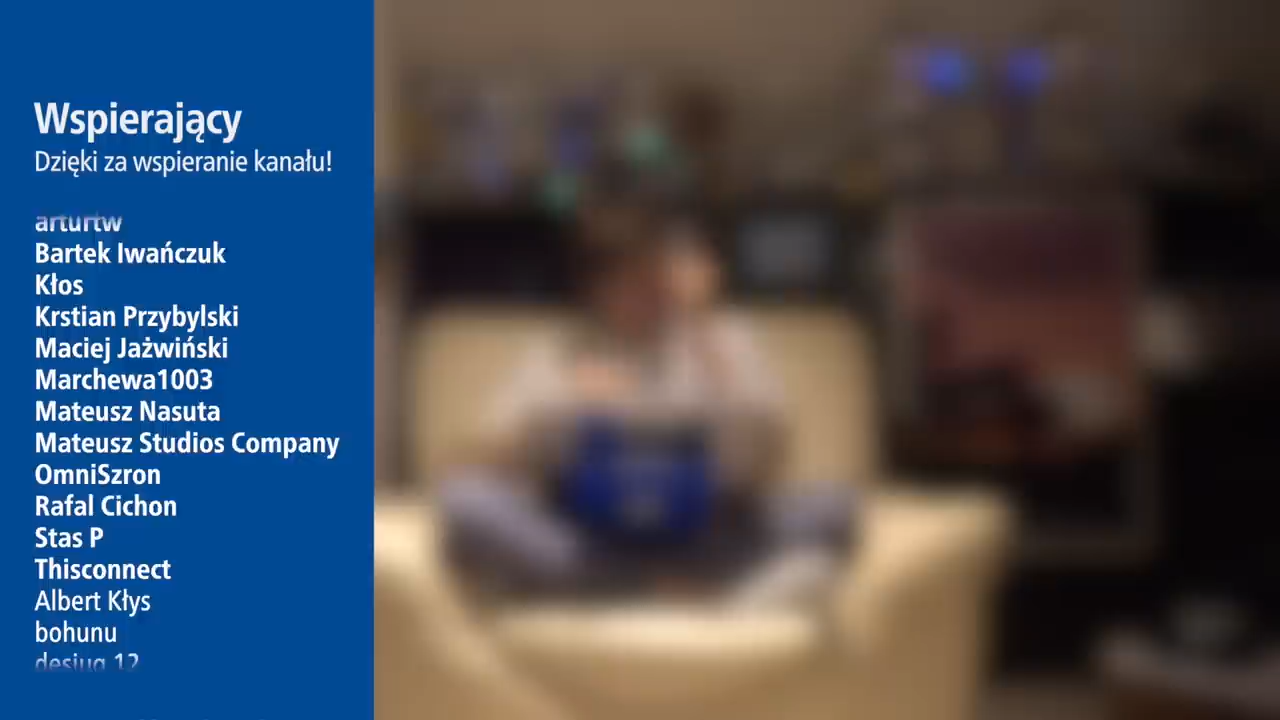 Wspierający
Dzięki za wspieranie kanału!
arturtw
Bartek Iwańczuk
Kłos
Krstian Przybylski
Maciej Jażwiński
Marchewa1003
Mateusz Nasuta
Mateusz Studios Company
OmniSzron
Rafal Cichon
Stas P
Thisconnect
Albert Kłys
bohunu